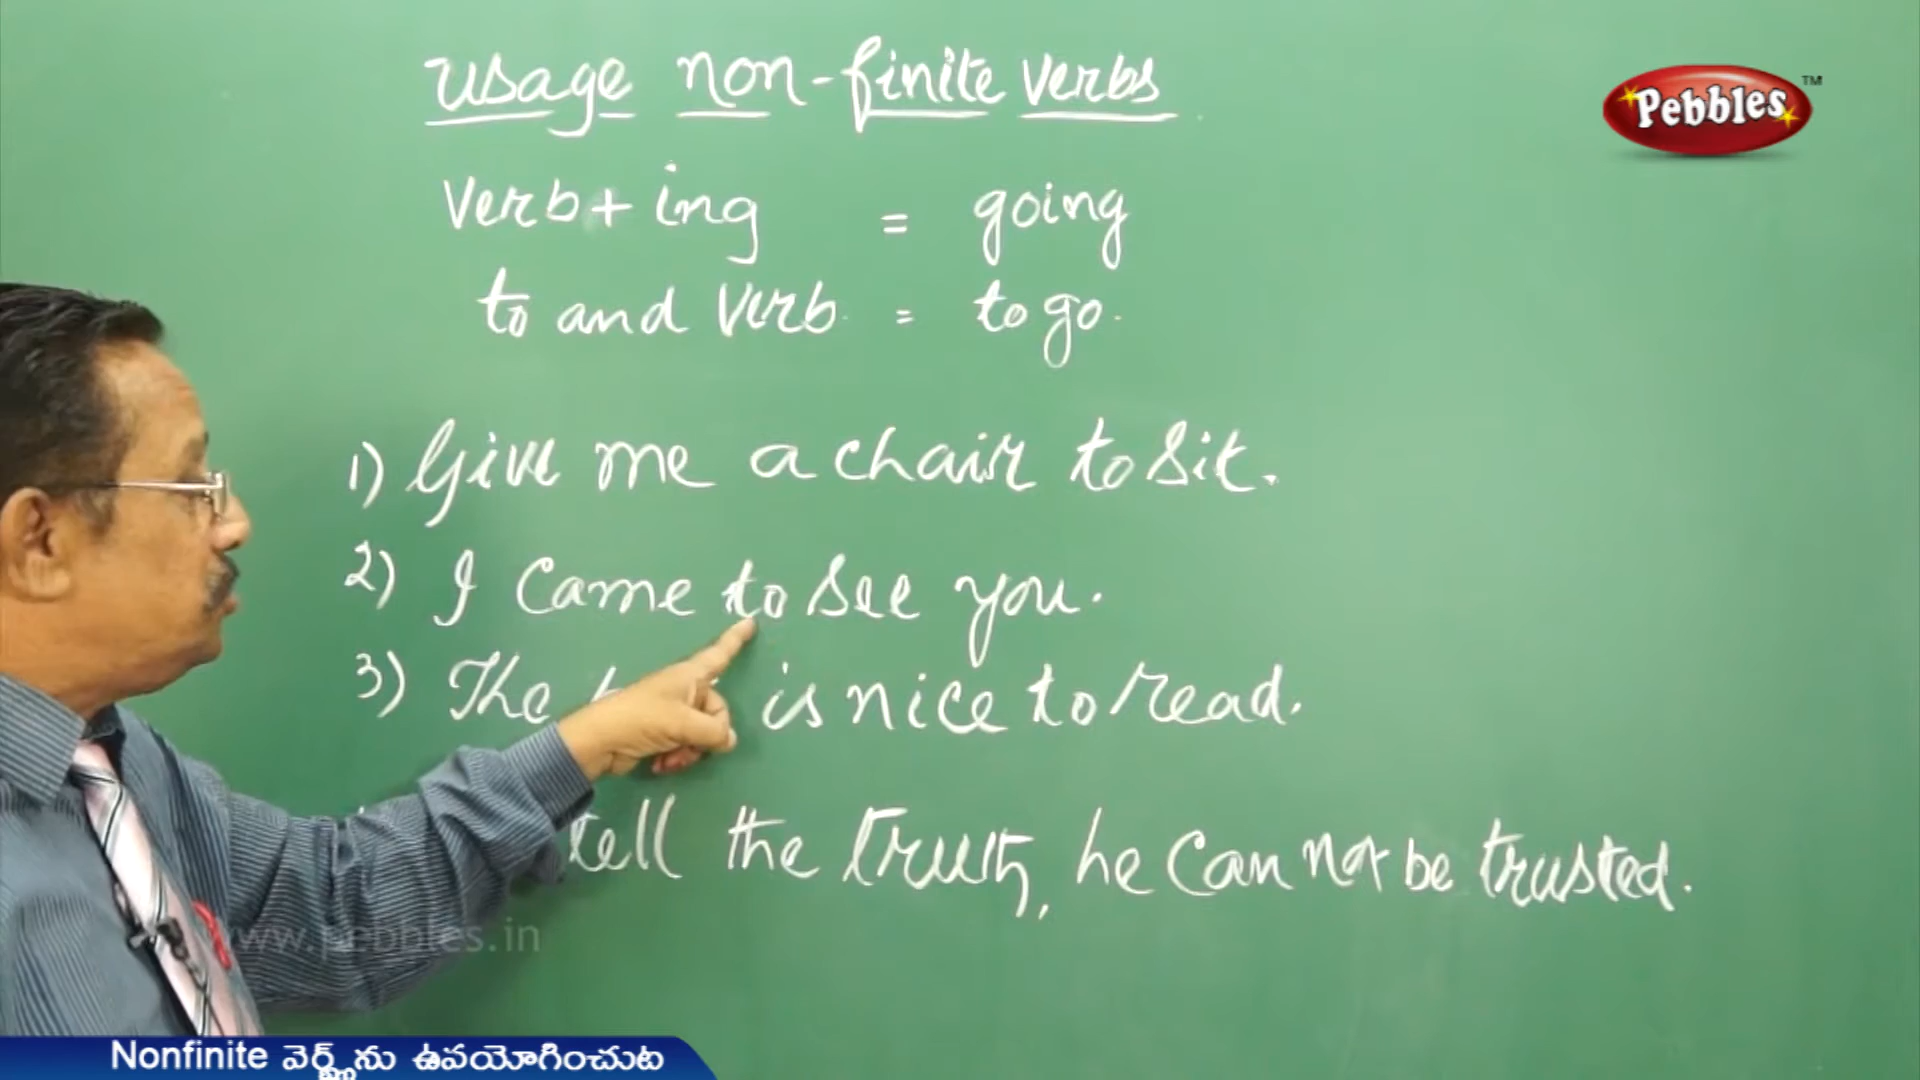 usage non-finite verbs
Pebbles TM
verb + ing = going
to and verb = to go.
1) Give me a chair to sit.
2) I came to see you.
3) The is nice to read.
tell the truth, he can not be trusted.
www.pebbles.in
Nonfinite వెర్బ్స్‌ను ఉపయోగించుట